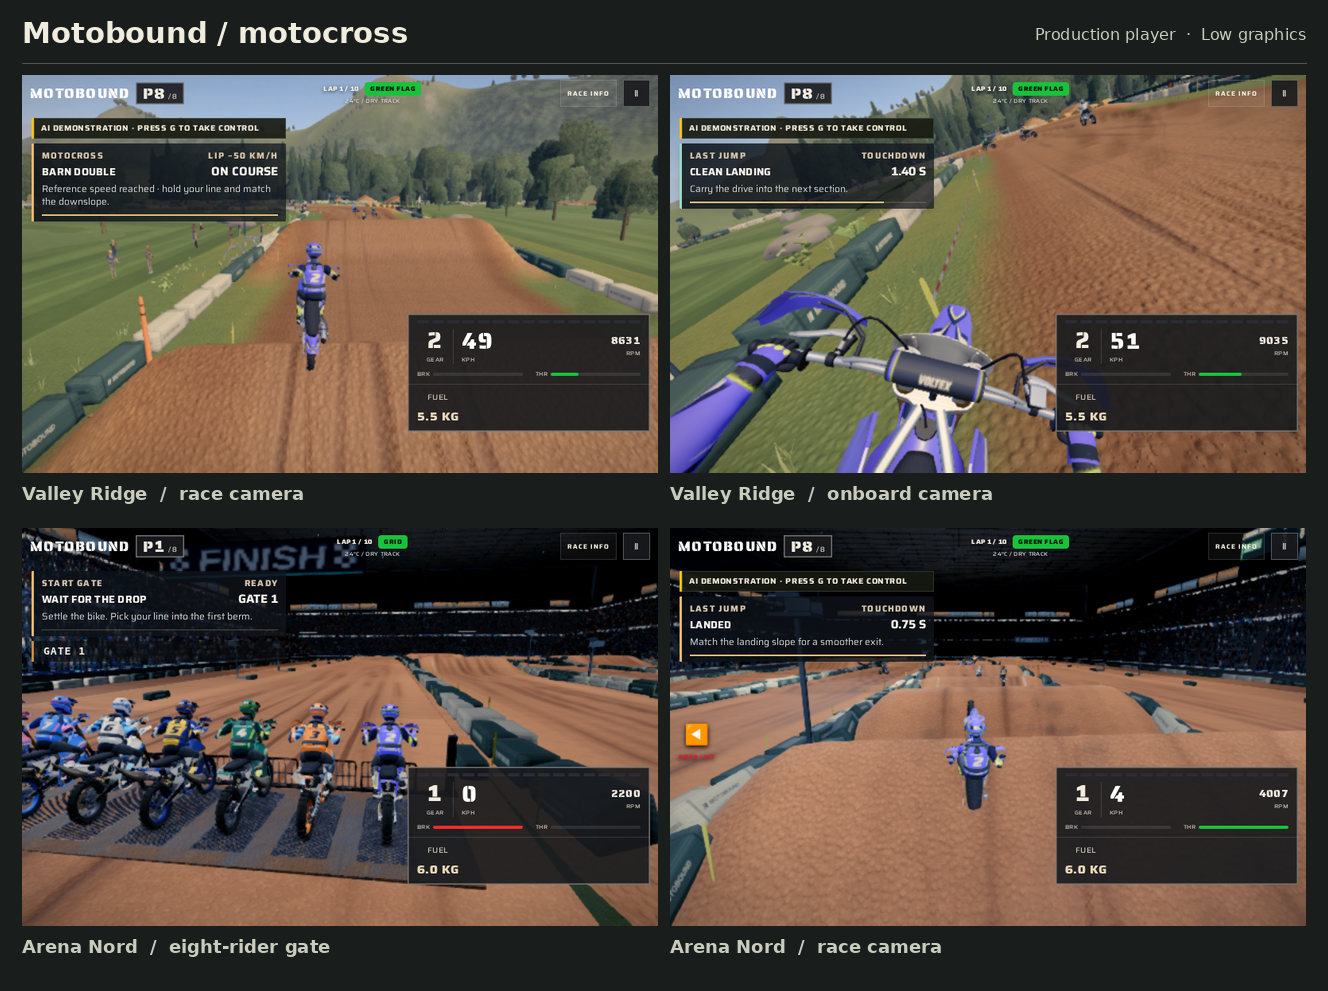 Motobound / motocross
Production player · Low graphics
MOTOBOUND P8 /8
LAP 1 / 10 GREEN FLAG
24°C / DRY TRACK
RACE INFO II
AI DEMONSTRATION · PRESS G TO TAKE CONTROL
MOTOCROSS LIP ~50 KM/H
BARN DOUBLE ON COURSE
Reference speed reached · hold your line and match
the downslope.
2
2 49 8631
GEAR KPH RPM
BRK THR
FUEL
5.5 KG
MOTOBOUND
Valley Ridge / race camera
MOTOBOUND P8 /8
LAP 1 / 10 GREEN FLAG
24°C / DRY TRACK
RACE INFO II
AI DEMONSTRATION · PRESS G TO TAKE CONTROL
LAST JUMP TOUCHDOWN
CLEAN LANDING 1.40 S
Carry the drive into the next section.
VOLTEX
2 51 9035
GEAR KPH RPM
BRK THR
FUEL
5.5 KG
Valley Ridge / onboard camera
MOTOBOUND P1 /8
LAP 1 / 10 GRID
24°C / DRY TRACK
RACE INFO II
FINISH
START GATE READY
WAIT FOR THE DROP GATE 1
Settle the bike. Pick your line into the first berm.
GATE 1
1 0 2200
GEAR KPH RPM
BRK THR
FUEL
6.0 KG
Arena Nord / eight-rider gate
MOTOBOUND P8 /8
LAP 1 / 10 GREEN FLAG
24°C / DRY TRACK
RACE INFO II
AI DEMONSTRATION · PRESS G TO TAKE CONTROL
LAST JUMP TOUCHDOWN
LANDED 0.75 S
Match the landing slope for a smoother exit.
2
1 4 4007
GEAR KPH RPM
BRK THR
FUEL
6.0 KG
Arena Nord / race camera